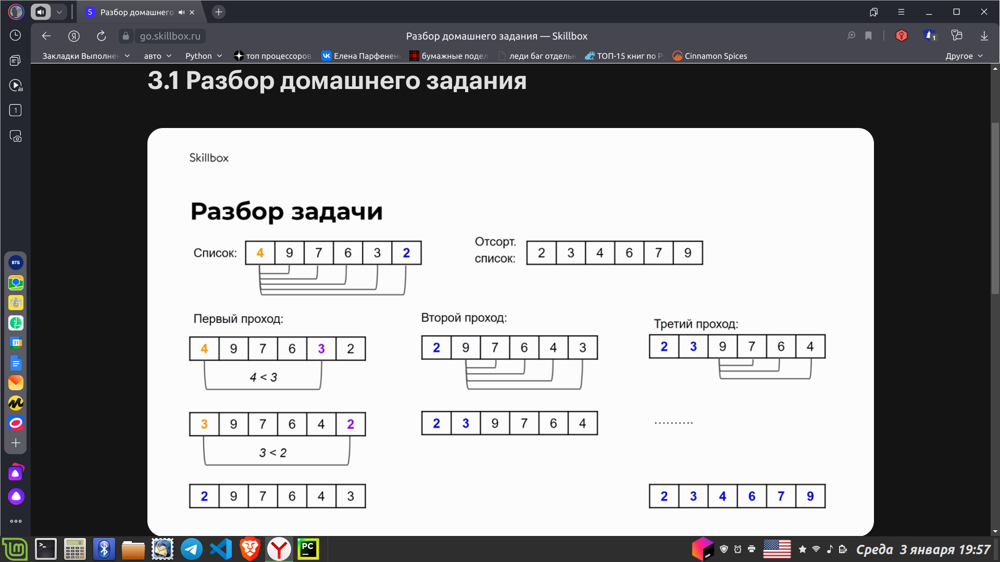 Разбор домашнего
go.skillbox.ru
Разбор домашнего задания — Skillbox
1
Закладки Выполнен
авто
Python
топ процессоров
Елена Парфенен
бумажные подел
леди баг отдельн
ТОП-15 книг по
Cinnamon Spices
Другое
3.1 Разбор домашнего задания
1
Skillbox
Разбор задачи
Список: 4 9 7 6 3 2
Отсорт.
список: 2 3 4 6 7 9
Первый проход:
4 9 7 6 3 2
4 < 3
3 9 7 6 4 2
3 < 2
2 9 7 6 4 3
Второй проход:
2 9 7 6 4 3
2 3 9 7 6 4
Третий проход:
2 3 9 7 6 4
..........
2 3 4 6 7 9
ВТБ
31
PC
Среда 3 января 19:57